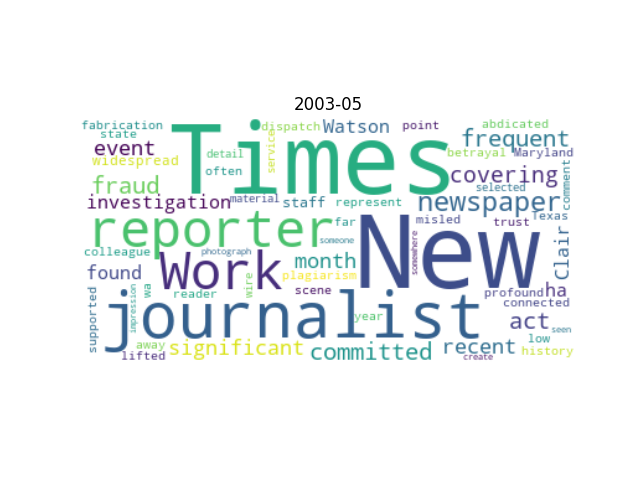 2003-05
fabrication
state
Times
dispatch
Watson
point
abdicated
frequent
event
widespread
detail
often
service
betrayal
Maryland
comment
fraud
covering
selected
investigation
material
staff
represent
newspaper
reporter
someone
far
New
misled
trust
Texas
Clair
colleague
photograph
somewhere
found
Work
month
plagiarism
scene
profound
ha
connected
supported
impression
wa
reader
wire
journalist
year
act
seen
low
away
lifted
significant
committed
recent
create
history